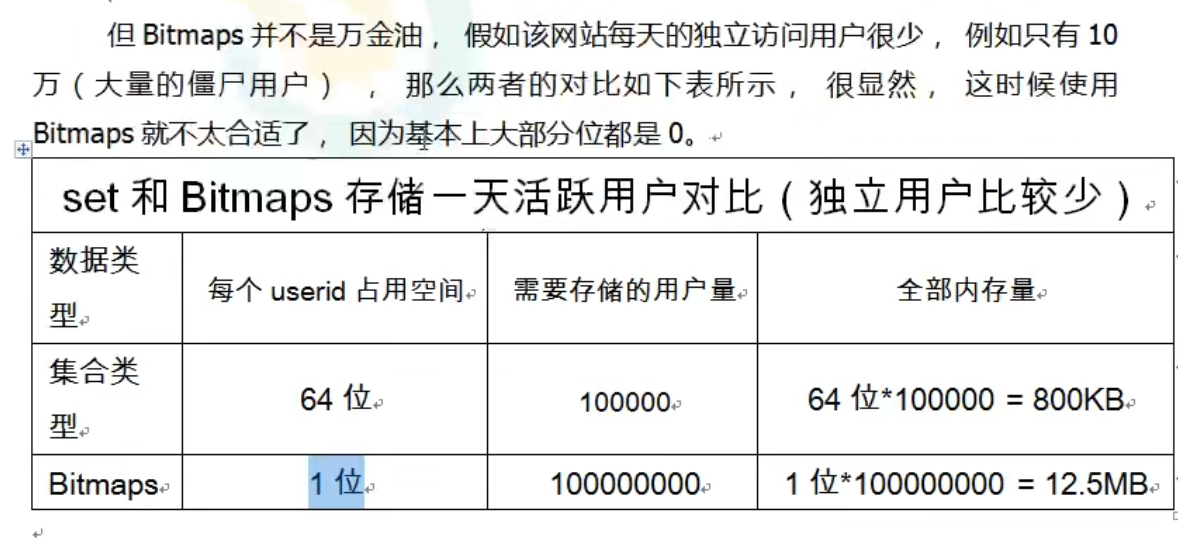 但 Bitmaps 并不是万金油， 假如该网站每天的独立访问用户很少， 例如只有 10
万（大量的僵尸用户） ， 那么两者的对比如下表所示， 很显然， 这时候使用
Bitmaps 就不太合适了， 因为基本上大部分位都是 0。
set 和 Bitmaps 存储一天活跃用户对比（独立用户比较少）
数据类
型
每个 userid 占用空间
需要存储的用户量
全部内存量
集合类
型
64 位
100000
64 位*100000 = 800KB
Bitmaps
1 位
100000000
1 位*100000000 = 12.5MB